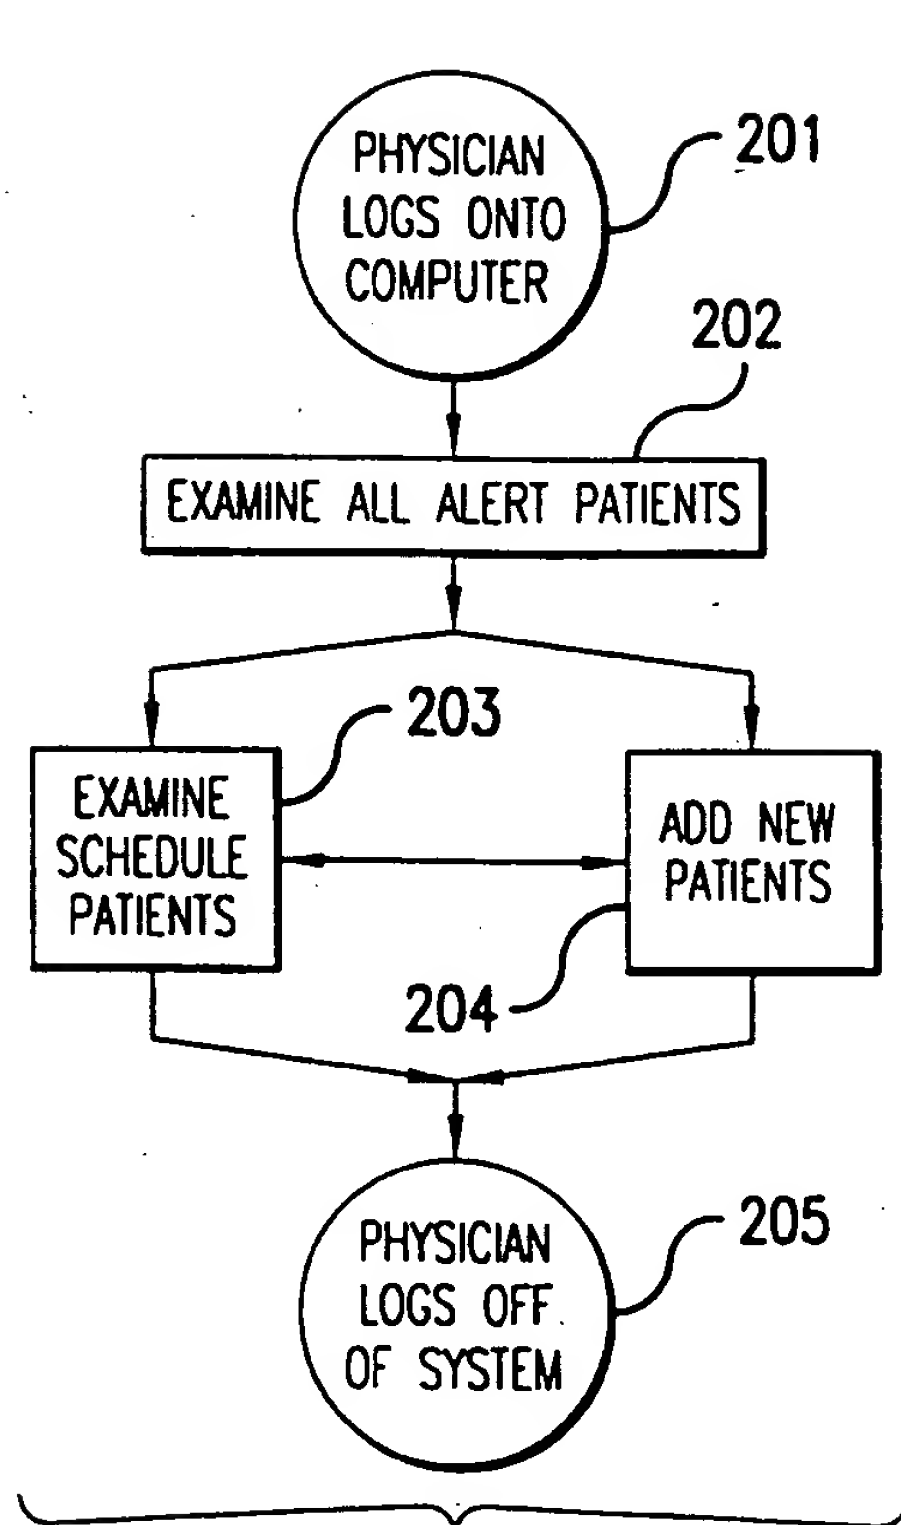 PHYSICIAN
LOGS ONTO
COMPUTER
201
202
EXAMINE ALL ALERT PATIENTS
203
EXAMINE
SCHEDULE
PATIENTS
ADD NEW
PATIENTS
204
PHYSICIAN
LOGS OFF
OF SYSTEM
205